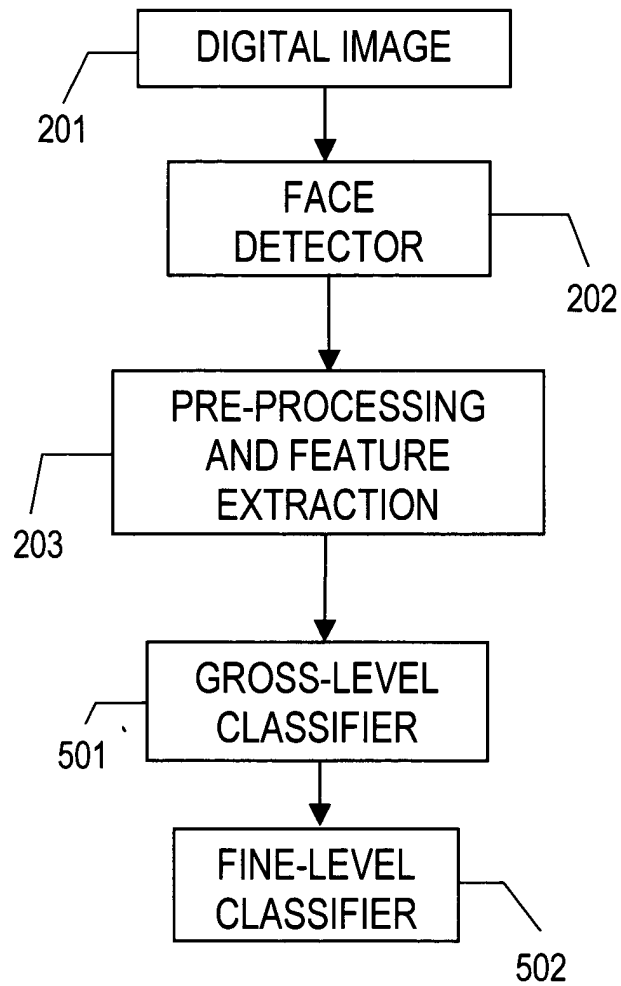 DIGITAL IMAGE
201
FACE
DETECTOR
202
PRE-PROCESSING
AND FEATURE
EXTRACTION
203
GROSS-LEVEL
CLASSIFIER
501
FINE-LEVEL
CLASSIFIER
502